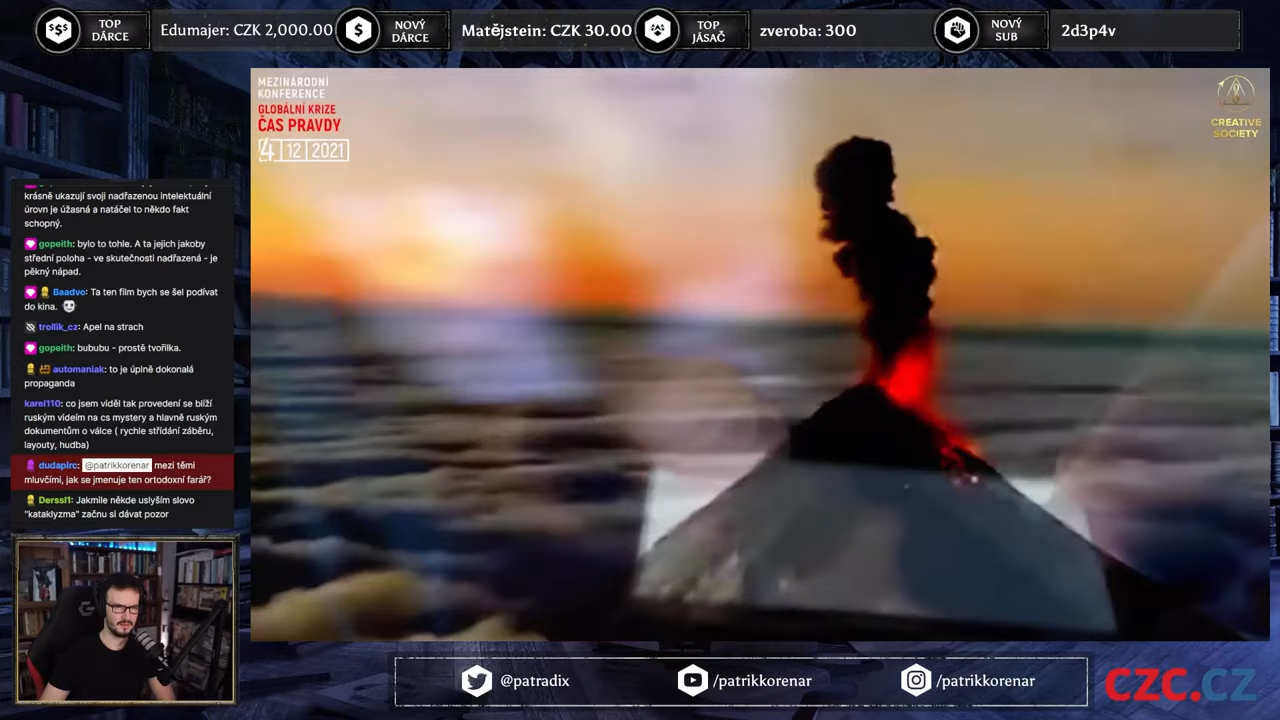 TOP
DÁRCE
Edumajer: CZK 2,000.00
NOVÝ
DÁRCE
Matějstein: CZK 30.00
TOP
JÁSAČ
zveroba: 300
NOVÝ
SUB
2d3p4v
MEZINÁRODNÍ
KONFERENCE
GLOBÁLNÍ KRIZE
ČAS PRAVDY
4 12 2021
CREATIVE
SOCIETY
krásně ukazují svoji nadřazenou intelektuální
úrovn je úžasná a natáčel to někdo fakt
schopný.
gopeith: bylo to tohle. A ta jejich jakoby
střední poloha - ve skutečnosti nadřazená - je
pěkný nápad.
Baadvo: Ta ten film bych se šel podívat
do kina.
trollik_cz: Apel na strach
gopeith: bububu - prostě tvořilka.
automaniak: to je úplně dokonalá
propaganda
karel110: co jsem viděl tak provedení se blíží
ruským videím na cs mystery a hlavně ruským
dokumentům o válce ( rychle střídání záběru,
layouty, hudba)
dudapirc: @patrikkorenar mezi těmi
mluvčími, jak se jmenuje ten ortodoxní farář?
Derssl1: Jakmile někde uslyším slovo
"kataklyzma" začnu si dávat pozor
@patradix
/patrikkorenar
/patrikkorenar
CZC.CZ